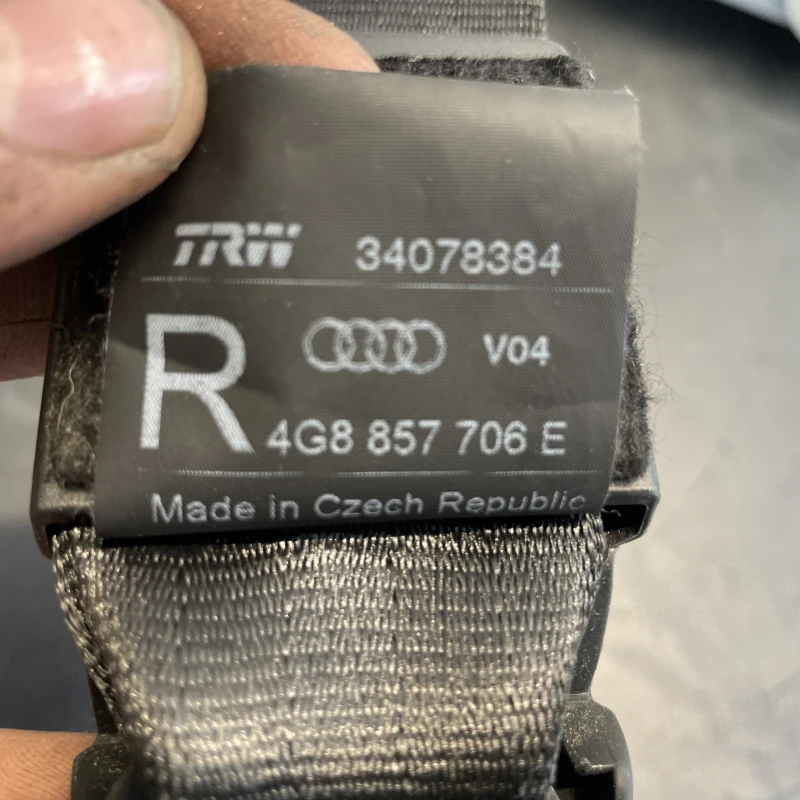 TRW 34078384
R V04
4G8 857 706 E
Made in Czech Republic